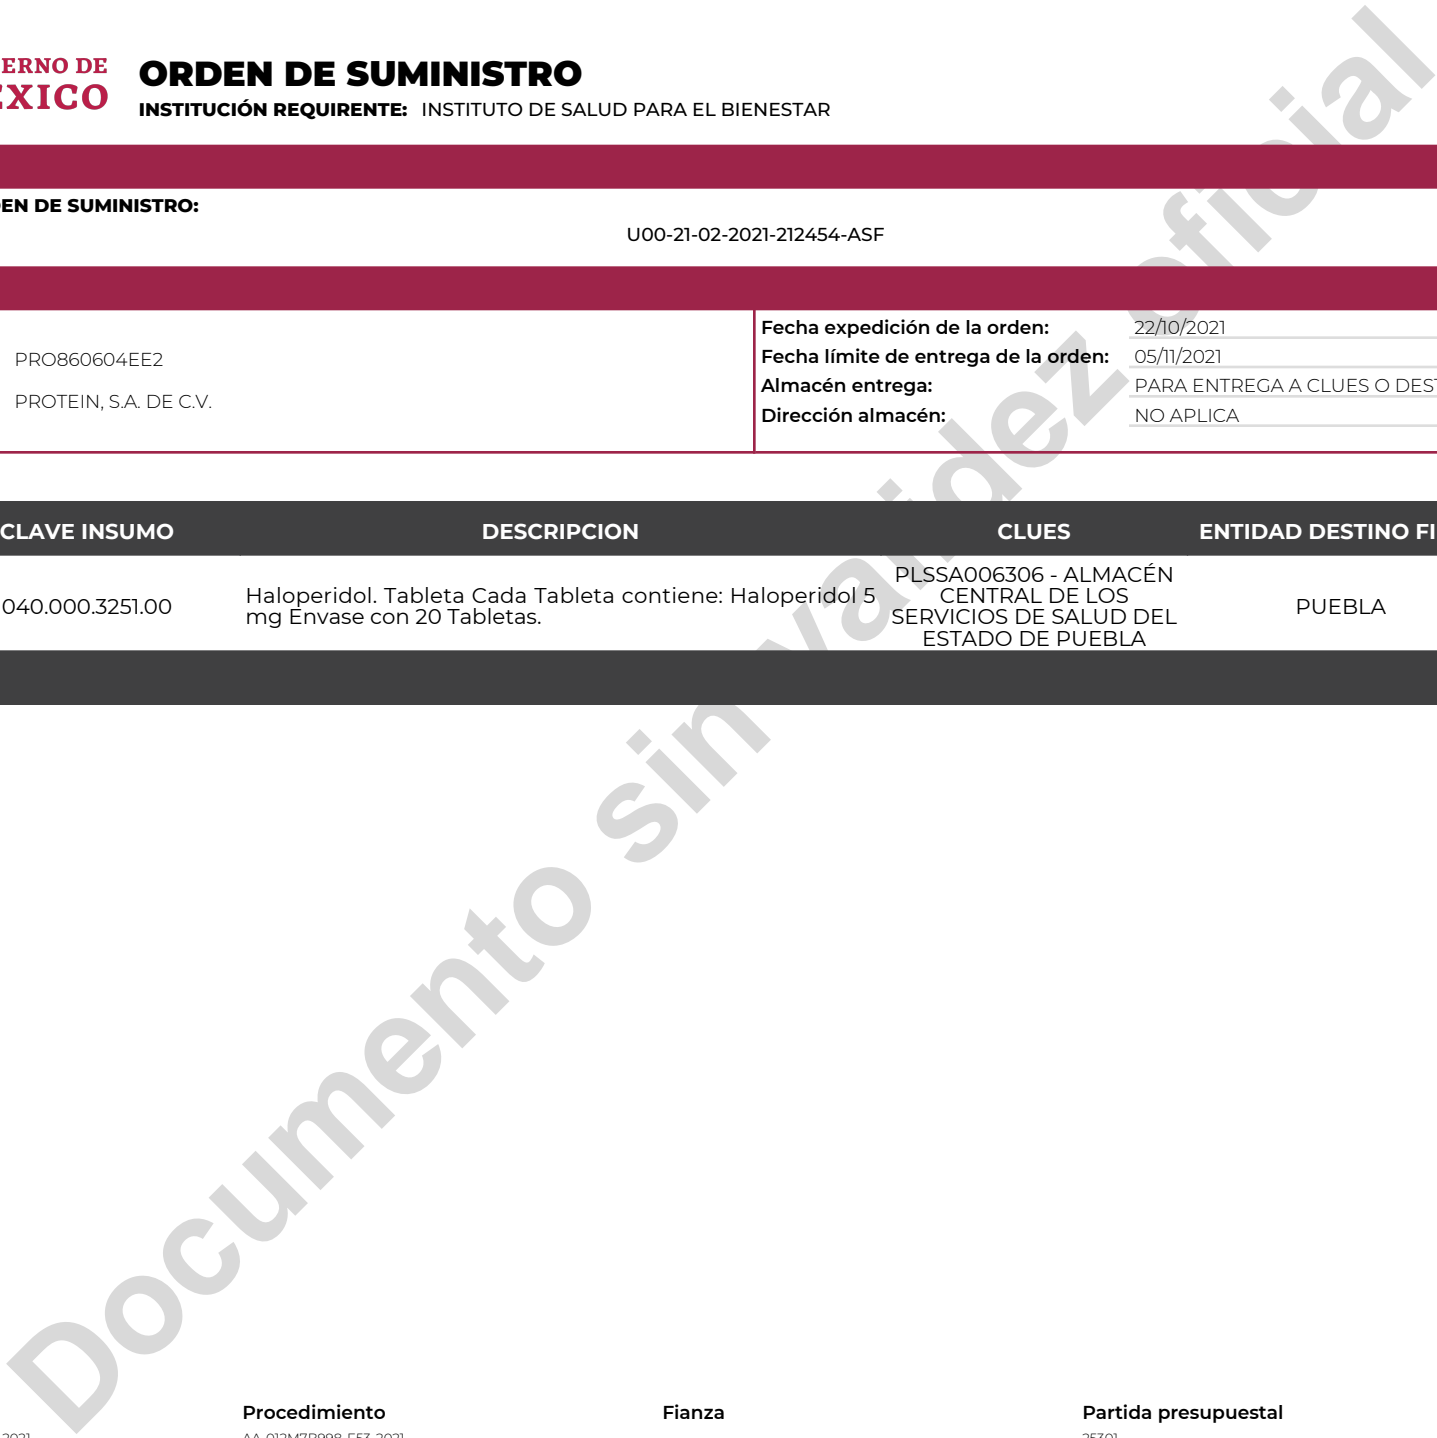 ERNO DE
ORDEN DE SUMINISTRO
INSTITUCIÓN REQUIRENTE: INSTITUTO DE SALUD PARA EL BIENESTAR
EN DE SUMINISTRO:
U00-21-02-2021-212454-ASF
PRO860604EE2
PROTEIN, S.A. DE C.V.
Fecha expedición de la orden: 22/10/2021
Fecha límite de entrega de la orden: 05/11/2021
Almacén entrega: PARA ENTREGA A CLUES O DEST
Dirección almacén: NO APLICA
CLAVE INSUMO DESCRIPCION CLUES ENTIDAD DESTINO FI
040.000.3251.00
Haloperidol. Tableta Cada Tableta contiene: Haloperidol 5
mg Envase con 20 Tabletas.
PLSSA006306 - ALMACÉN
CENTRAL DE LOS
SERVICIOS DE SALUD DEL
ESTADO DE PUEBLA
PUEBLA
Documento sin validez oficial
Procedimiento Fianza Partida presupuestal